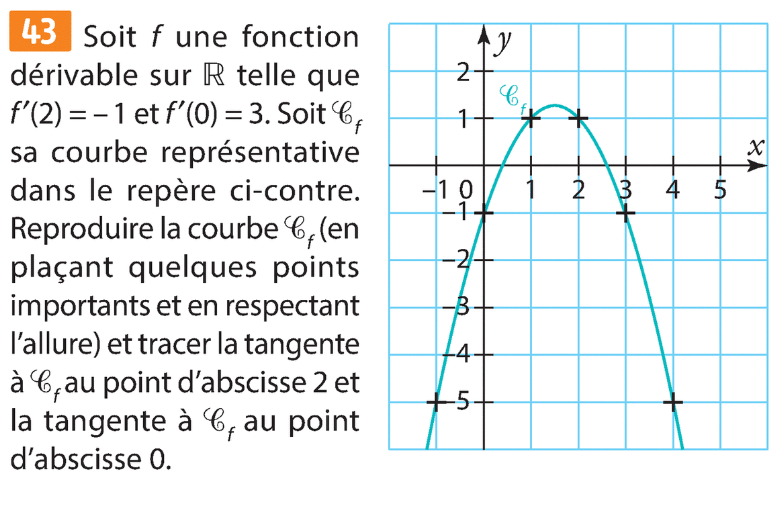 43 Soit f une fonction
dérivable sur ℝ telle que
f′(2) = – 1 et f′(0) = 3. Soit 𝒞f
sa courbe représentative
dans le repère ci-contre.
Reproduire la courbe 𝒞f (en
plaçant quelques points
importants et en respectant
l’allure) et tracer la tangente
à 𝒞f au point d’abscisse 2 et
la tangente à 𝒞f au point
d’abscisse 0.
y
2
𝒞f
1
x
–1 0 1 2 3 4 5
–1
–2
–3
–4
–5